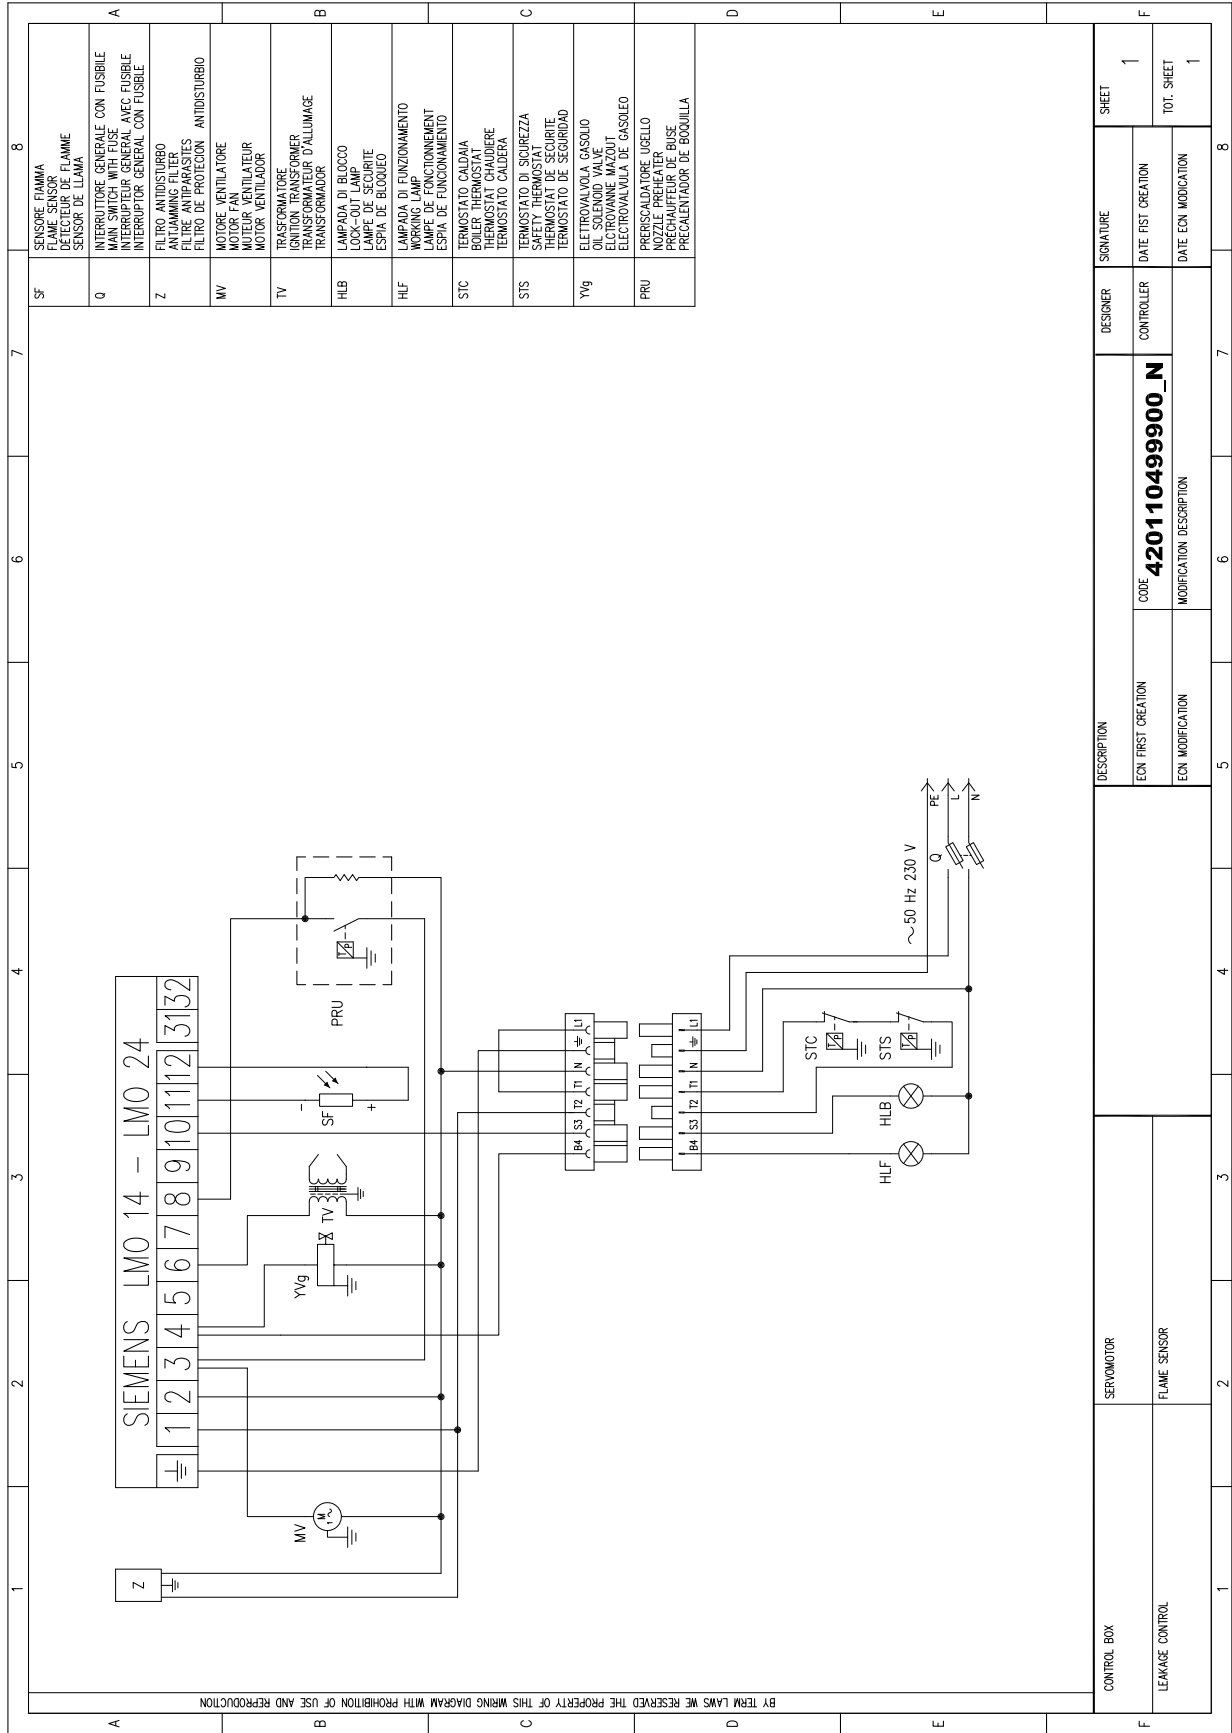 1 2 3 4 5 6 7 8
A
B
C
D
E
F
SIEMENS LMO 14 - LMO 24
1 2 3 4 5 6 7 8 9 10 11 12 31 32
Z
MV
M
1~
YVg
TV
SF
-
+
PRU
T/P
B4 S3 T2 T1 N L1
B4 S3 T2 T1 N L1
HLF
HLB
STC
T/P
STS
T/P
~50 Hz 230 V
Q
PE
L
N
SF
SENSORE FIAMMA
FLAME SENSOR
DÉTECTEUR DE FLAMME
SENSOR DE LLAMA
Q
INTERRUTTORE GENERALE CON FUSIBILE
MAIN SWITCH WITH FUSE
INTERRUPTEUR GENERAL AVEC FUSIBLE
INTERRUPTOR GENERAL CON FUSIBLE
Z
FILTRO ANTIDISTURBO
ANTJAMMING FILTER
FILTRE ANTIPARASITES
FILTRO DE PROTECION ANTIDISTURBIO
MV
MOTORE VENTILATORE
MOTOR FAN
MUTEUR VENTILATEUR
MOTOR VENTILADOR
TV
TRASFORMATORE
IGNITION TRANSFORMER
TRANSFORMATEUR D'ALLUMAGE
TRANSFORMADOR
HLB
LAMPADA DI BLOCCO
LOCK-OUT LAMP
LAMPE DE SECURITE
ESPIA DE BLOQUEO
HLF
LAMPADA DI FUNZIONAMENTO
WORKING LAMP
LAMPE DE FONCTIONNEMENT
ESPIA DE FUNCIONAMIENTO
STC
TERMOSTATO CALDAIA
BOILER THERMOSTAT
THERMOSTAT CHAUDIERE
TERMOSTATO CALDERA
STS
TERMOSTATO DI SICUREZZA
SAFETY THERMOSTAT
THERMOSTAT DE SECURITE
TERMOSTATO DE SEGURIDAD
YVg
ELETTROVALVOLA GASOLIO
OIL SOLENOID VALVE
ELCTROVANNE MAZOUT
ELECTROVALVULA DE GASOLEO
PRU
PRERISCALDATORE UGELLO
NOZZLE PREHEATER
PRÉCHAUFFEUR DE BUSE
PRECALENTADOR DE BOQUILLA
BY TERM LAWS WE RESERVED THE PROPERTY OF THIS WIRING DIAGRAM WITH PROHIBITION OF USE AND REPRODUCTION
CONTROL BOX
SERVOMOTOR
LEAKAGE CONTROL
FLAME SENSOR
DESCRIPTION
DESIGNER
SIGNATURE
SHEET
1
ECN FIRST CREATION
CODE
420110499900_N
CONTROLLER
DATE FIST CREATION
ECN MODIFICATION
MODIFICATION DESCRIPTION
DATE ECN MODICATION
TOT. SHEET
1
A
B
C
D
E
F
1 2 3 4 5 6 7 8